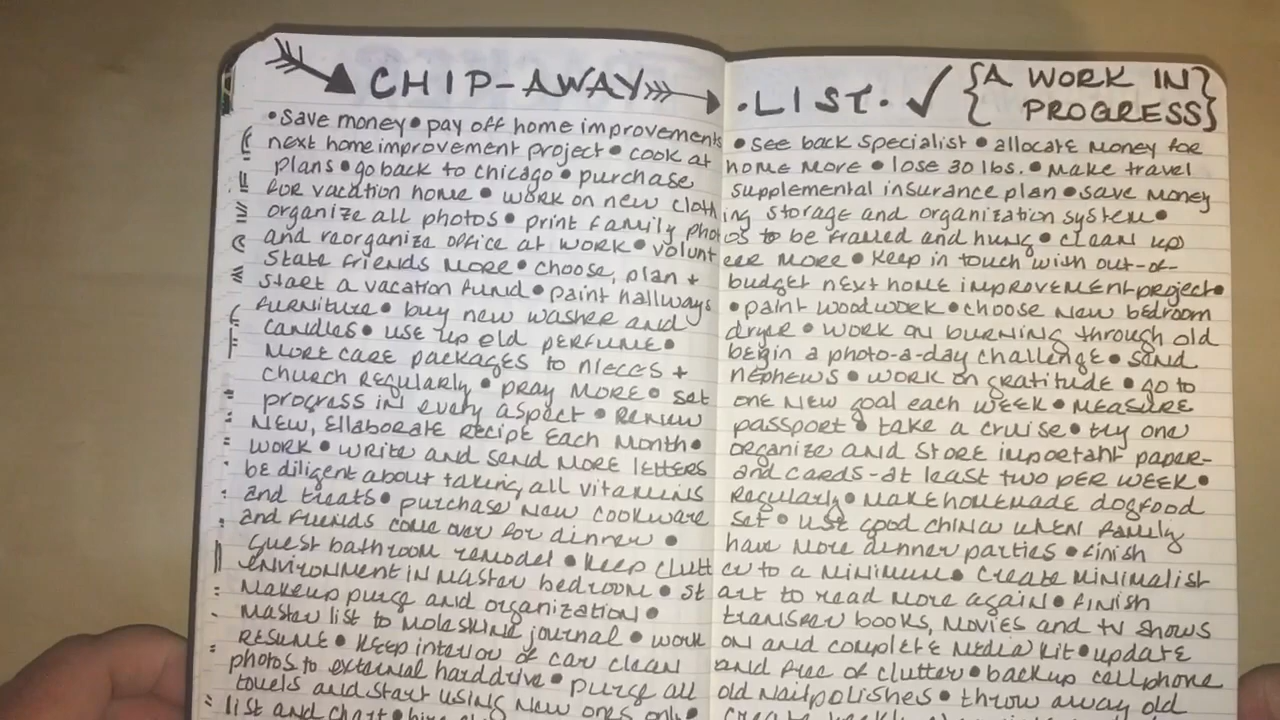 CHIP-AWAY •LIST• ✓ {A WORK IN PROGRESS}
•save money• pay off home improvements • see back specialist • allocate money for
next home improvement project • cook at home more • lose 30 lbs. • make travel
plans • go back to chicago • purchase supplemental insurance plan • save money
for vacation home • work on new clothing storage and organization system •
organize all photos • print family photos to be framed and hung • clean up
and reorganize office at work • volunteer more • keep in touch with out-of-
state friends more • choose, plan + budget next home improvement project •
start a vacation fund • paint hallways • paint woodwork • choose new bedroom
furniture • buy new washer and dryer • work on burning through old
candles • use up old perfume • begin a photo-a-day challenge • send
more care packages to nieces + nephews • work on gratitude • go to
church regularly • pray more • set one new goal each week • measure
progress in every aspect • renew passport • take a cruise • try one
new, ellaborate recipe each month • organize and store important paper-
work • write and send more letters and cards - at least two per week •
be diligent about taking all vitamins regularly • make homemade dogfood
and treats • purchase new cookware set • use good china when family
and friends come over for dinner • have more dinner parties • finish
guest bathroom remodel • keep clutter to a minimum • create minimalist
environment in master bedroom • start to read more again • finish
makeup purge and organization • transfer books, movies and tv shows
master list to moleskine journal • work on and complete media kit • update
resume • keep interior of car clean and free of clutter • backup cellphone
photos to external harddrive • purge all old nailpolishes • throw away old
towels and start using new ones only • create weekly
list and chart •